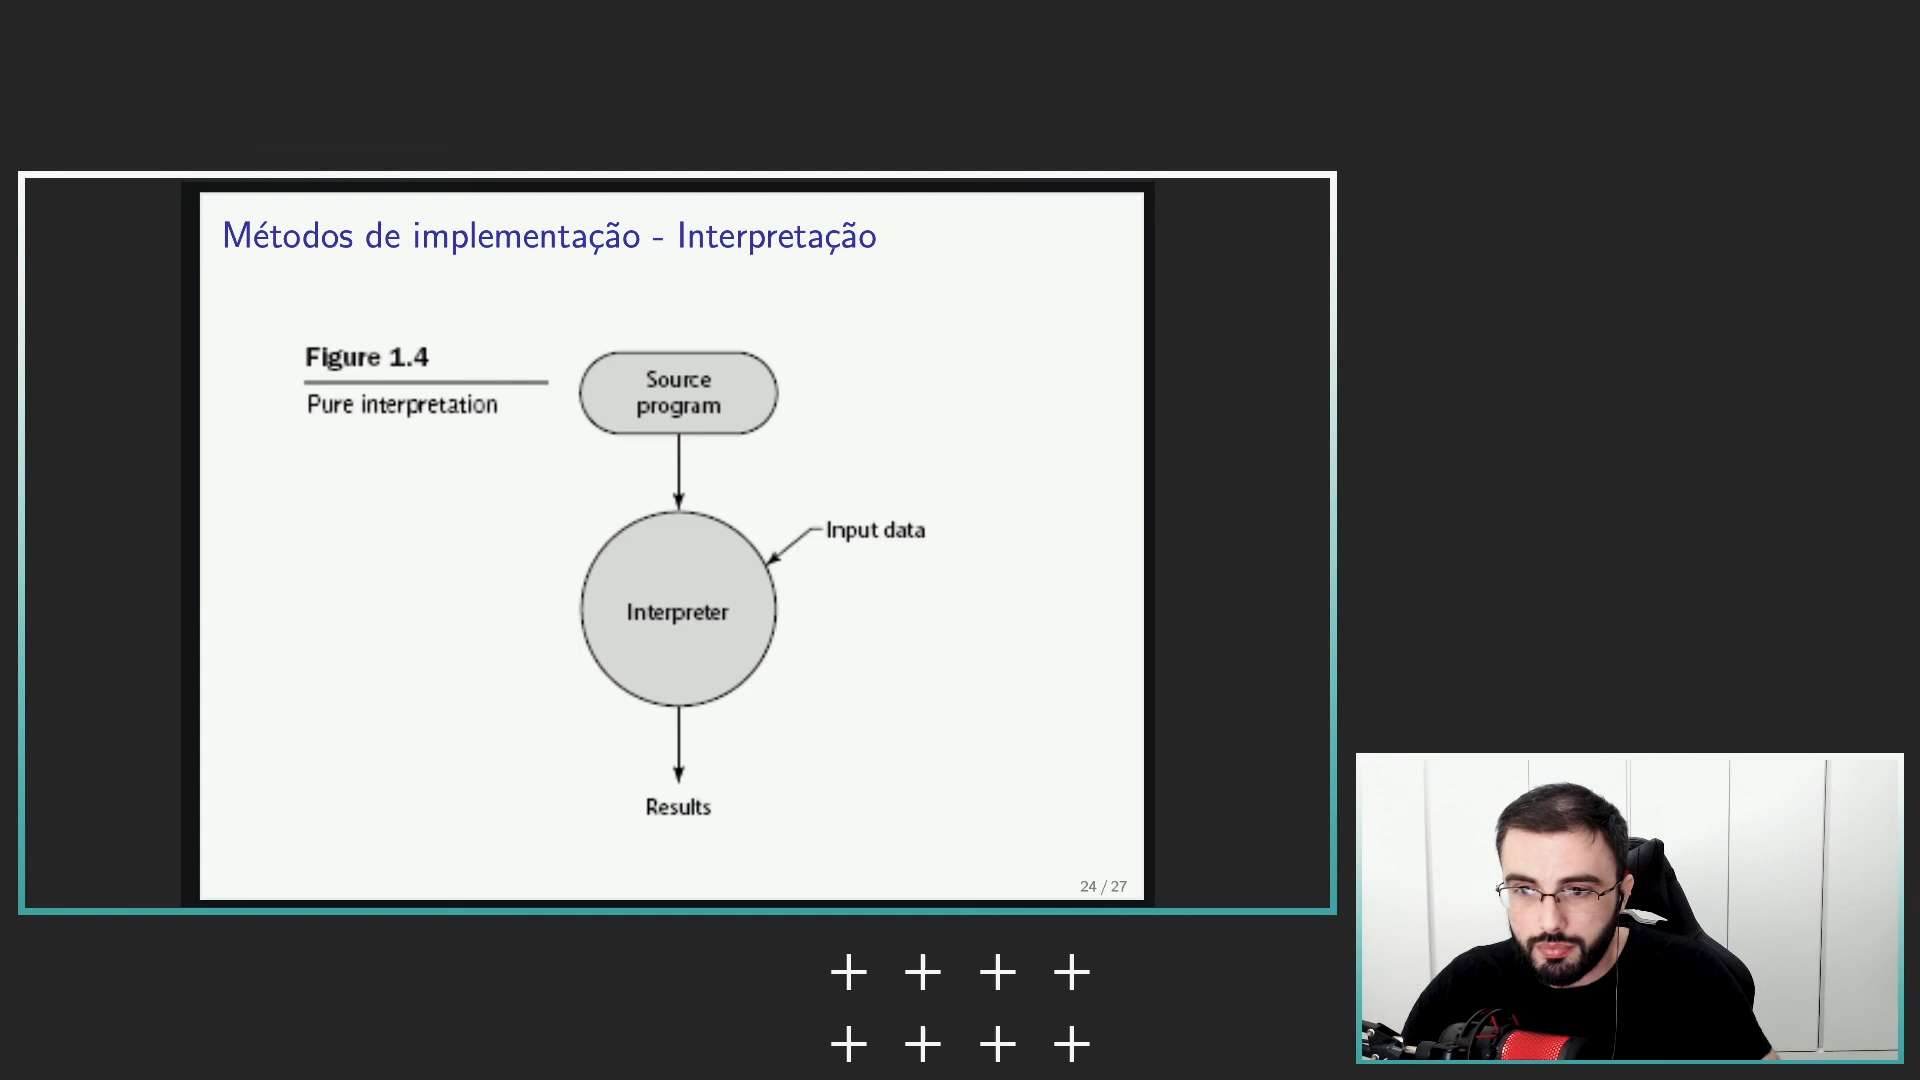 Métodos de implementação - Interpretação
Figure 1.4
Pure interpretation
Source
program
Input data
Interpreter
Results
24 / 27